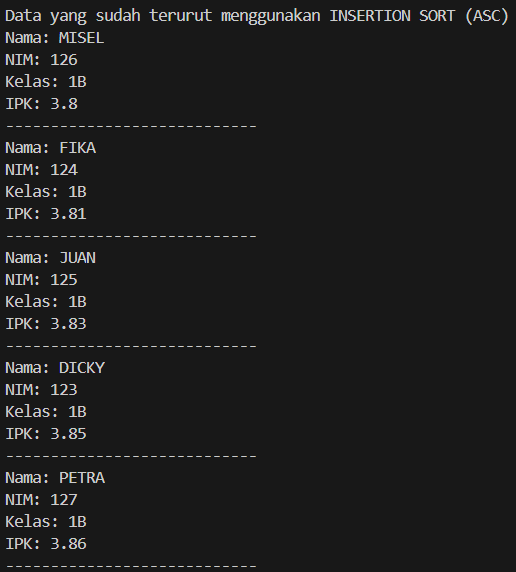 Data yang sudah terurut menggunakan INSERTION SORT (ASC)
Nama: MISEL
NIM: 126
Kelas: 1B
IPK: 3.8
----------------------------
Nama: FIKA
NIM: 124
Kelas: 1B
IPK: 3.81
----------------------------
Nama: JUAN
NIM: 125
Kelas: 1B
IPK: 3.83
----------------------------
Nama: DICKY
NIM: 123
Kelas: 1B
IPK: 3.85
----------------------------
Nama: PETRA
NIM: 127
Kelas: 1B
IPK: 3.86
----------------------------